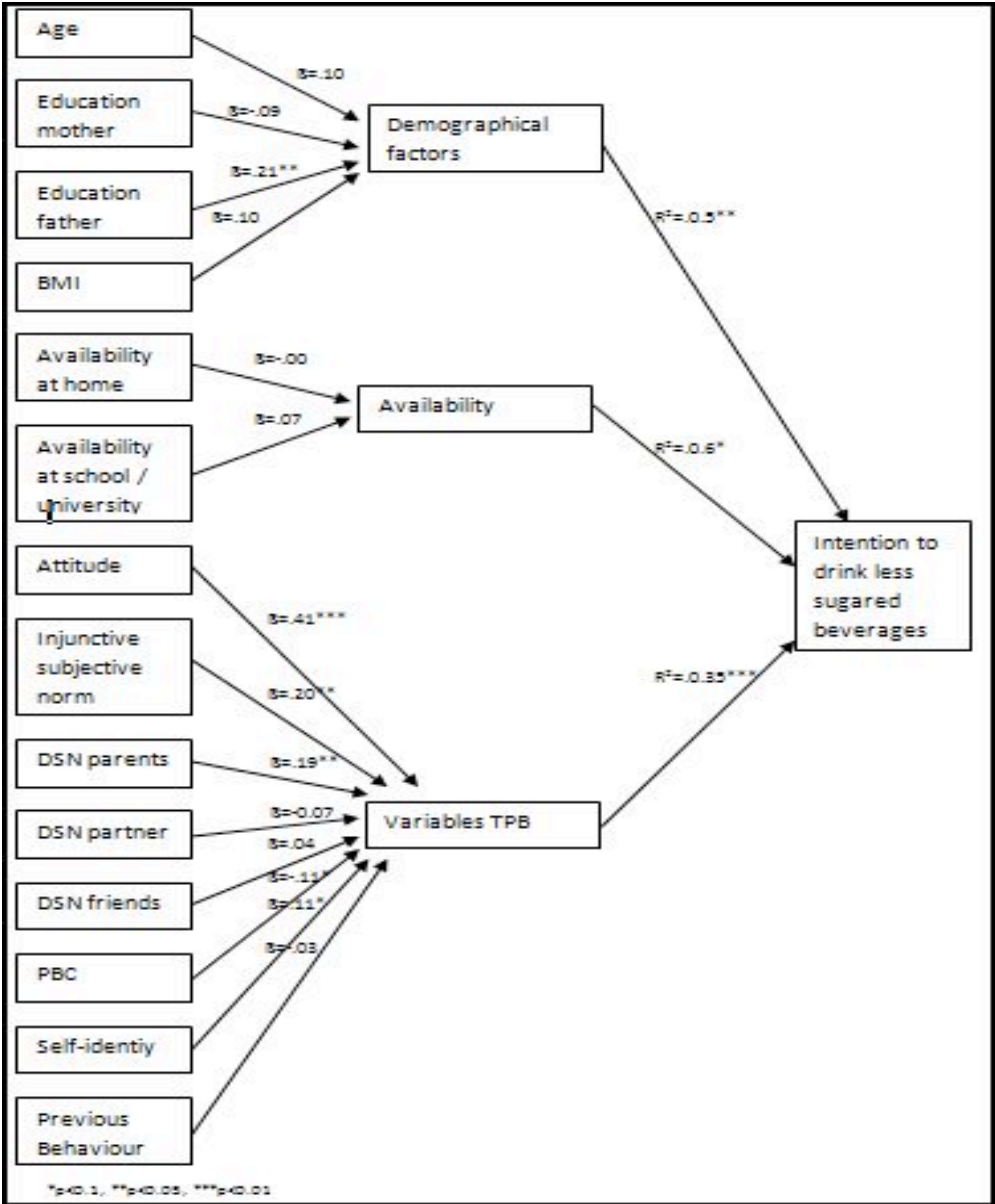 Age
ß=.10
Education
mother
ß=-.09
Demographical
factors
Education
father
ß=.21**
ß=.10
R²=.0.5**
BMI
Availability
at home
ß=-.00
Availability
ß=.07
R²=.0.6*
Availability
at school /
university
Intention to
drink less
sugared
beverages
Attitude
ß=.41***
Injunctive
subjective
norm
ß=.20**
R²=.0.35***
DSN parents
ß=.19**
Variables TPB
DSN partner
ß=-0.07
ß=.04
DSN friends
ß=-.11*
ß=.11*
ß=-.03
PBC
Self-identiy
Previous
Behaviour
*p<0.1, **p<0.05, ***p<0.01